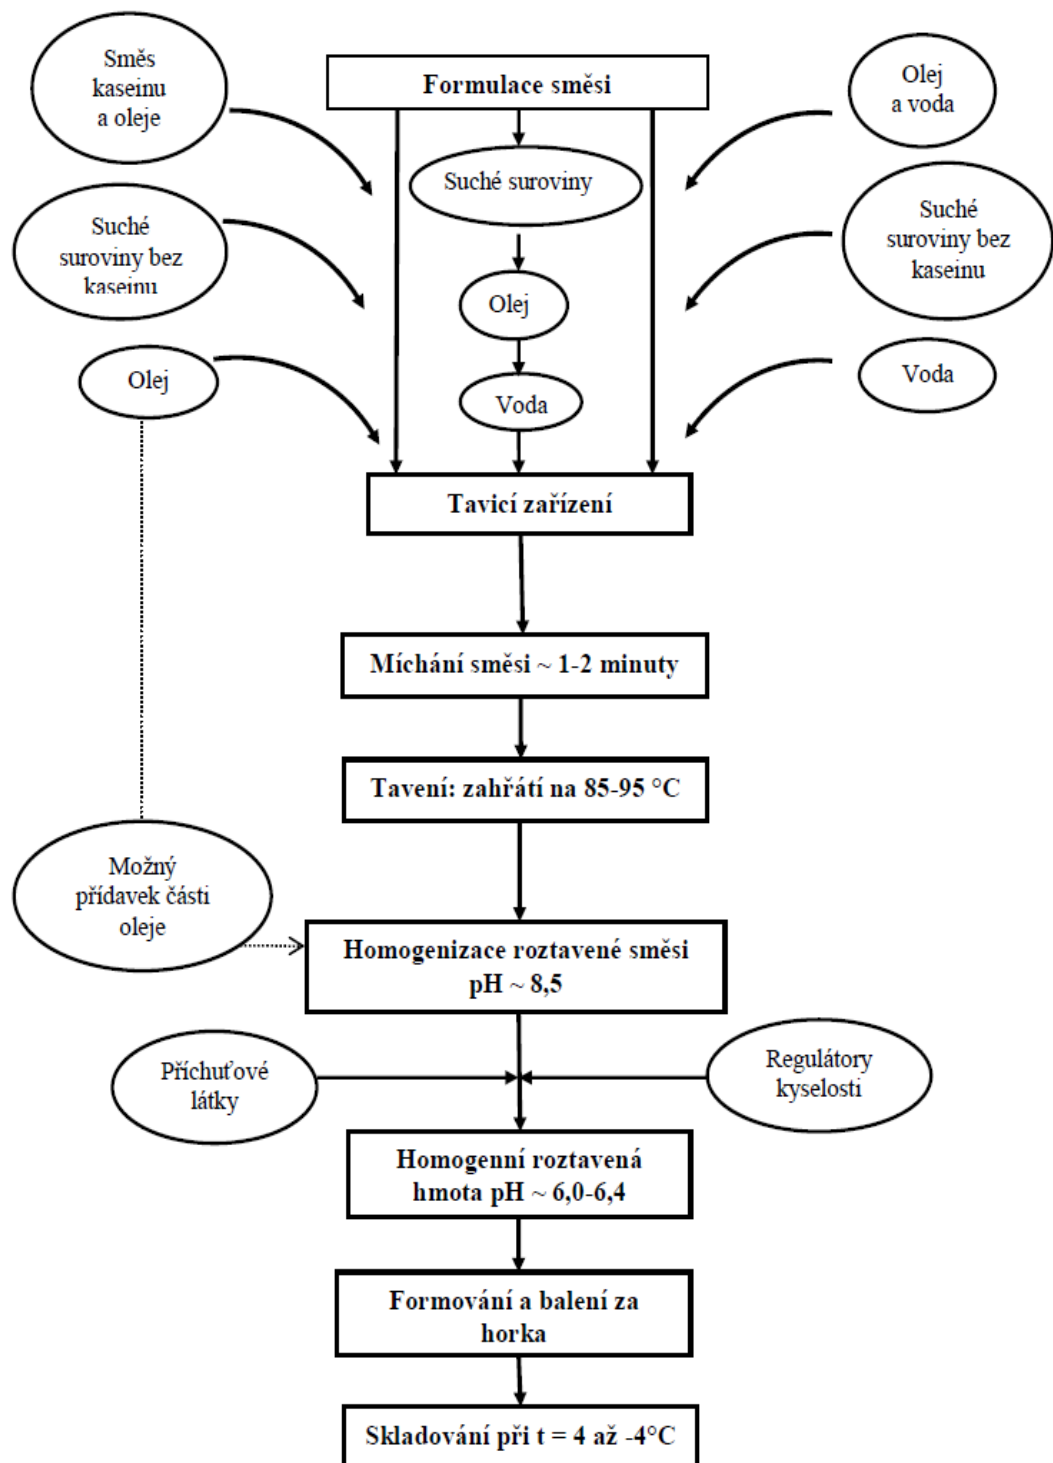 Směs
kaseinu
a oleje
Formulace směsi
Olej
a voda
Suché suroviny
Suché
suroviny bez
kaseinu
Suché
suroviny bez
kaseinu
Olej
Olej
Voda
Voda
Tavicí zařízení
Míchání směsi ~ 1-2 minuty
Tavení: zahřátí na 85-95 °C
Možný
přídavek části
oleje
Homogenizace roztavené směsi
pH ~ 8,5
Příchuťové
látky
Regulátory
kyselosti
Homogenní roztavená
hmota pH ~ 6,0-6,4
Formování a balení za
horka
Skladování při t = 4 až -4°C